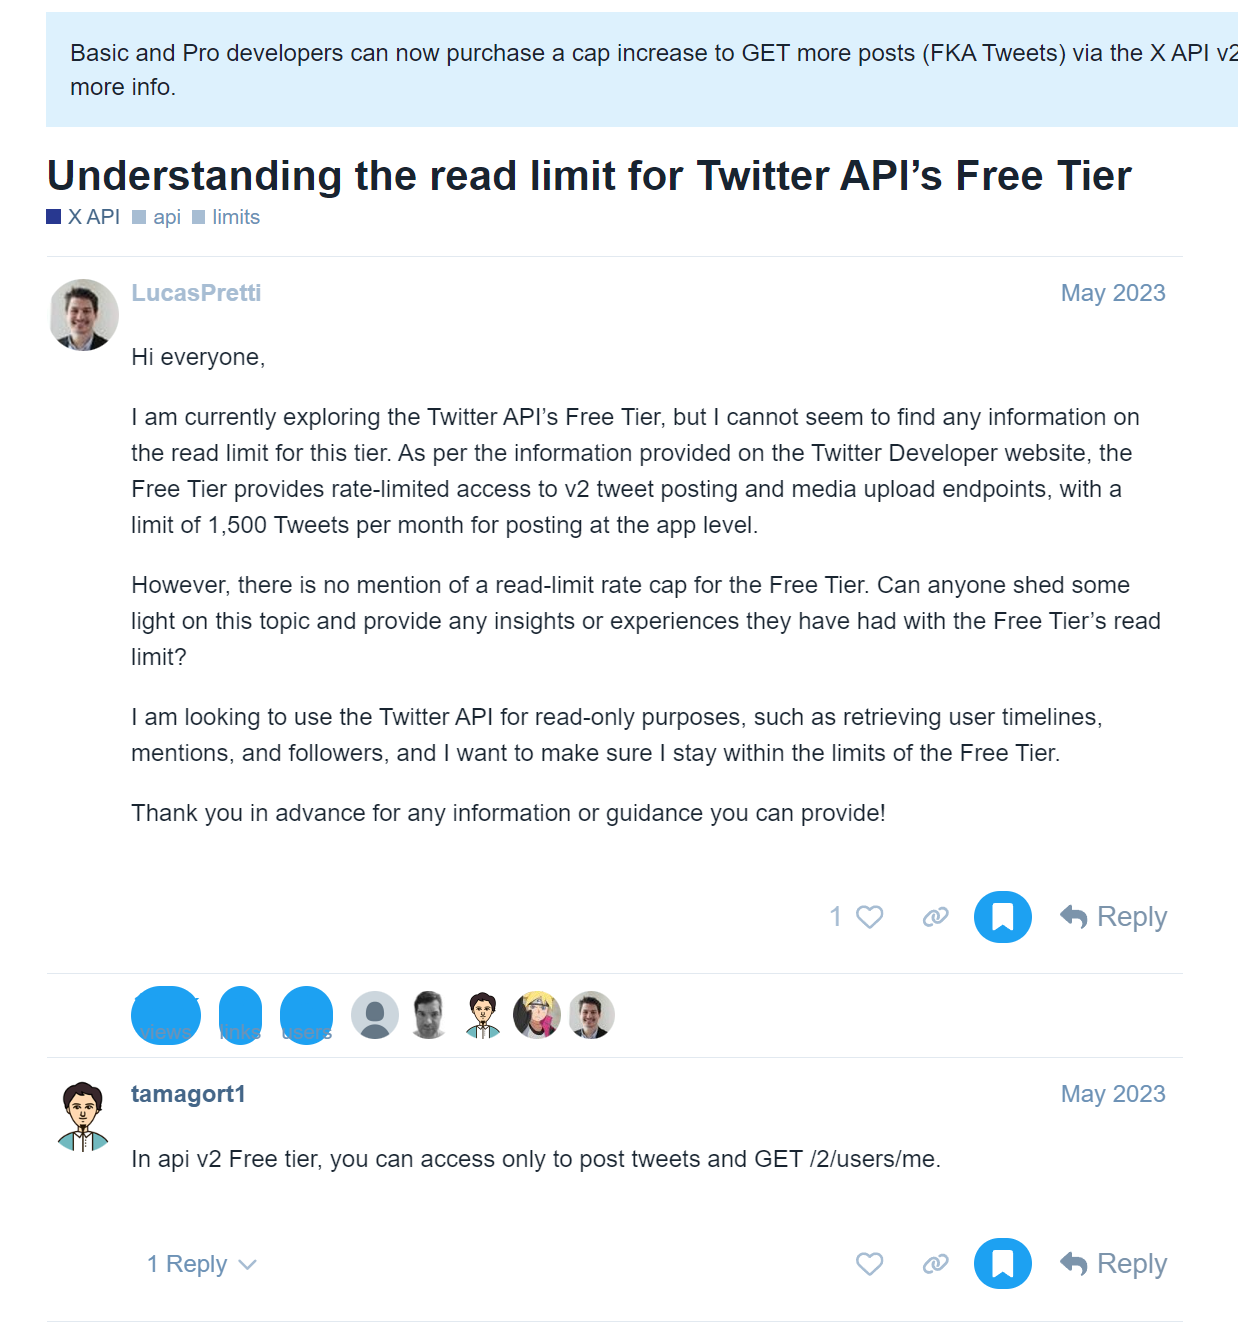 Basic and Pro developers can now purchase a cap increase to GET more posts (FKA Tweets) via the X API v2
more info.
Understanding the read limit for Twitter API’s Free Tier
X API api limits
LucasPretti May 2023
Hi everyone,
I am currently exploring the Twitter API’s Free Tier, but I cannot seem to find any information on
the read limit for this tier. As per the information provided on the Twitter Developer website, the
Free Tier provides rate-limited access to v2 tweet posting and media upload endpoints, with a
limit of 1,500 Tweets per month for posting at the app level.
However, there is no mention of a read-limit rate cap for the Free Tier. Can anyone shed some
light on this topic and provide any insights or experiences they have had with the Free Tier’s read
limit?
I am looking to use the Twitter API for read-only purposes, such as retrieving user timelines,
mentions, and followers, and I want to make sure I stay within the limits of the Free Tier.
Thank you in advance for any information or guidance you can provide!
1 Reply
views links users
tamagort1 May 2023
In api v2 Free tier, you can access only to post tweets and GET /2/users/me.
1 Reply Reply